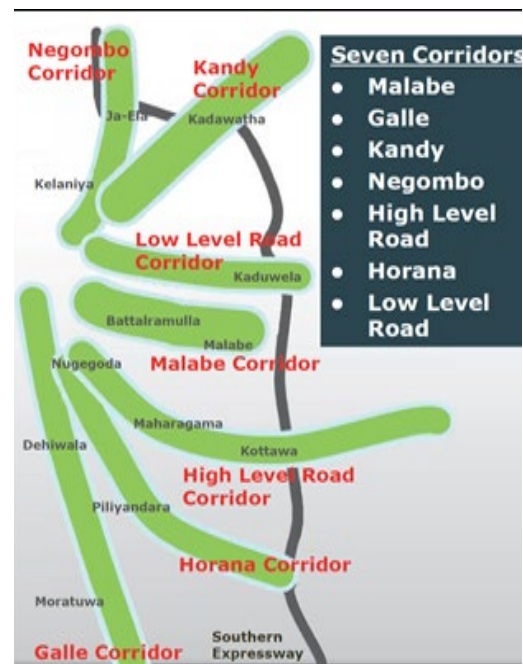 Negombo
Corridor
Kandy
Corridor
Ja-Ela
Kadawatha
Kelaniya
Low Level Road
Corridor
Kaduwela
Battalramulla
Malabe
Malabe Corridor
Nugegoda
Maharagama
Dehiwala
Kottawa
High Level Road
Corridor
Piliyandara
Horana Corridor
Moratuwa
Galle Corridor
Southern
Expressway
Seven Corridors
● Malabe
● Galle
● Kandy
● Negombo
● High Level
Road
● Horana
● Low Level
Road